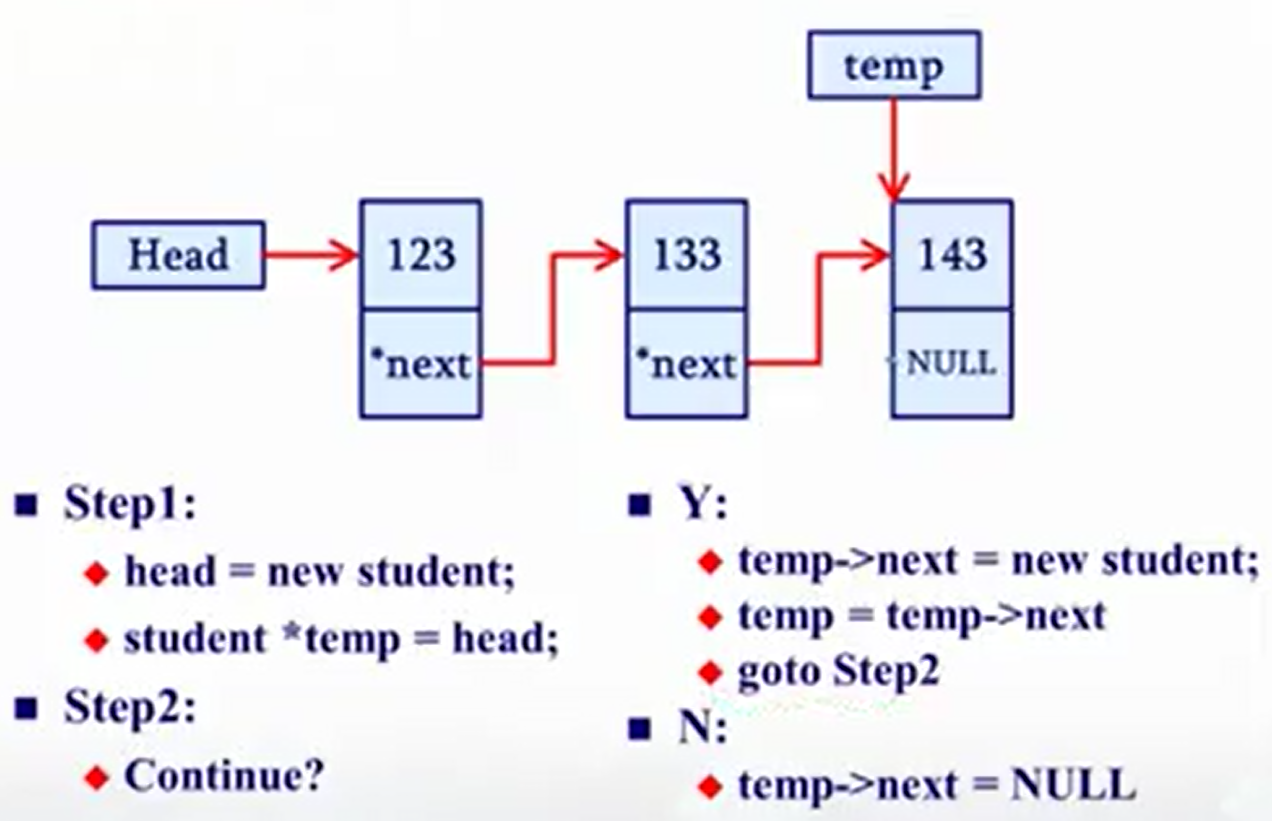 temp
Head
123
133
143
*next
*next
NULL
Step1:
head = new student;
student *temp = head;
Step2:
Continue?
Y:
temp->next = new student;
temp = temp->next
goto Step2
N:
temp->next = NULL